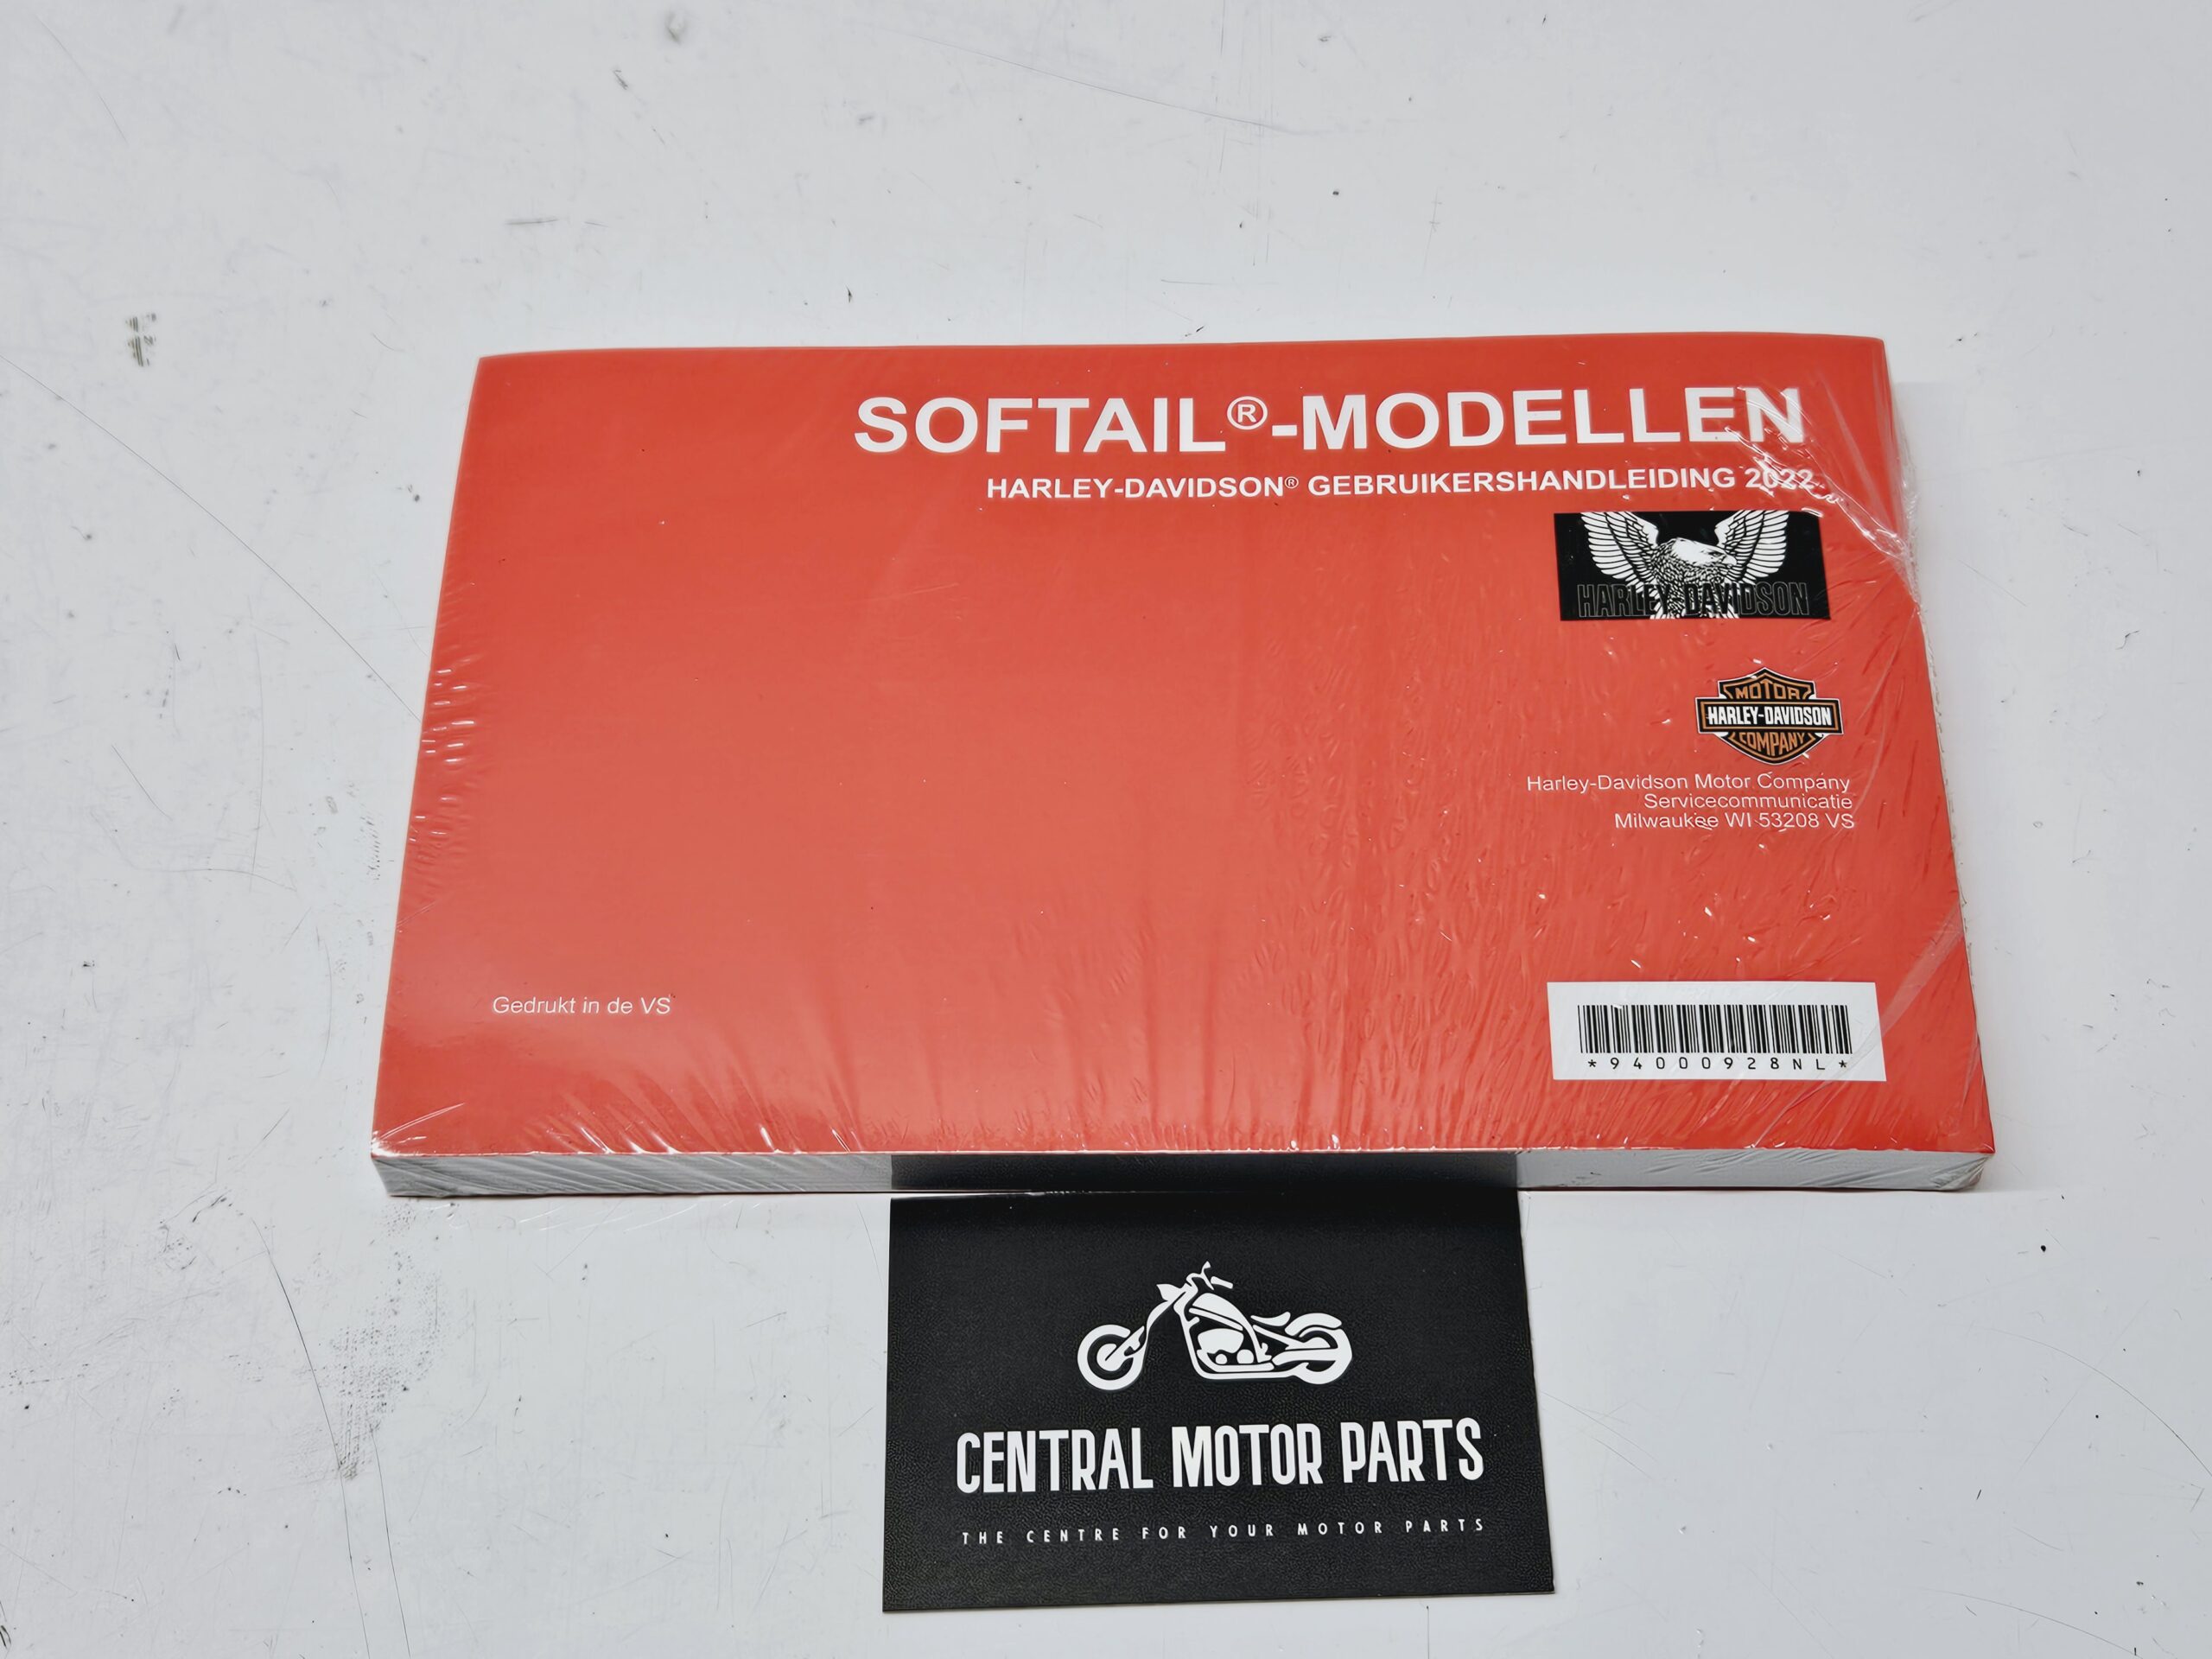 SOFTAIL®-MODELLEN
HARLEY-DAVIDSON® GEBRUIKERSHANDLEIDING 2022
HARLEY-DAVIDSON
MOTOR
HARLEY-DAVIDSON
COMPANY
Harley-Davidson Motor Company
Servicecommunicatie
Milwaukee WI 53208 VS
Gedrukt in de VS
*94000928NL*
CENTRAL MOTOR PARTS
THE CENTRE FOR YOUR MOTOR PARTS